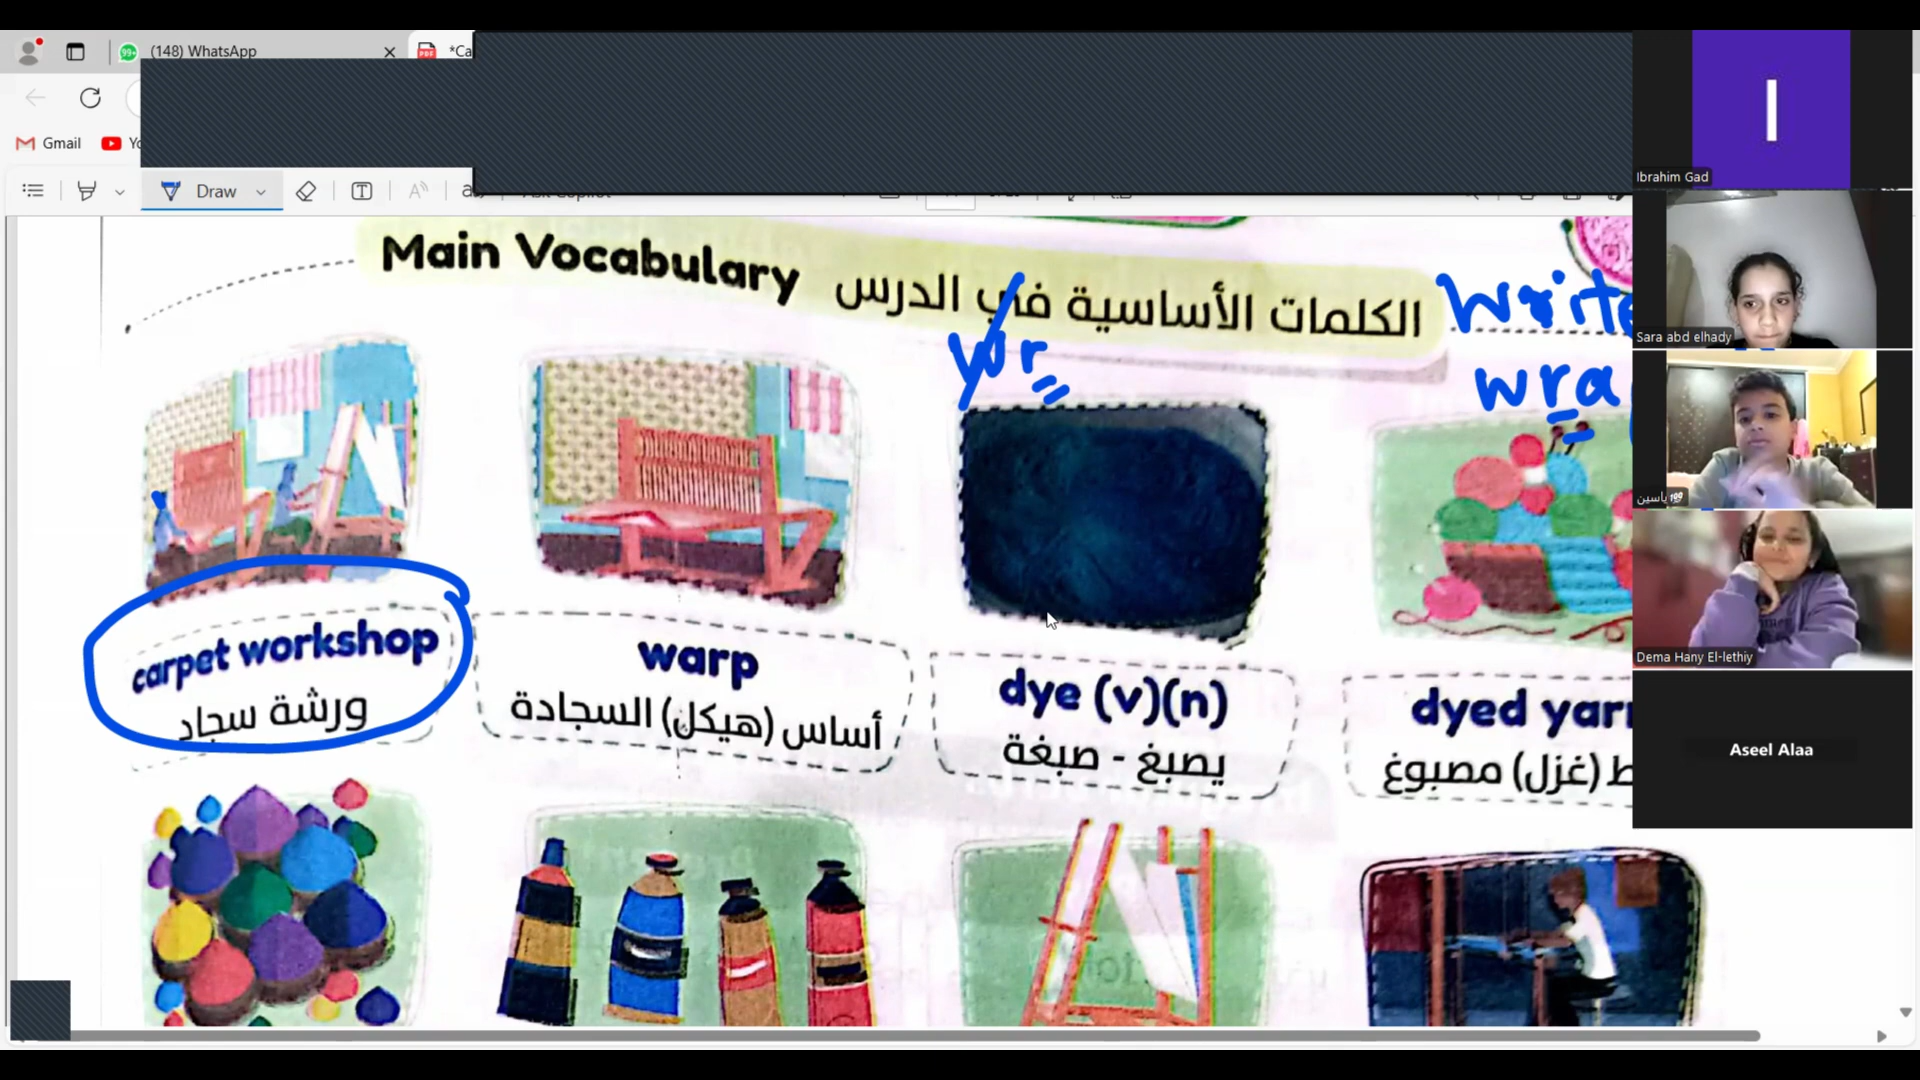 (148) WhatsApp
*Ca
Gmail
Draw
Ibrahim Gad
Main Vocabulary الكلمات الأساسية في الدرس
write
wra
Sara abd elhady
ياسين
carpet workshop
ورشة سجاد
warp
أساس (هيكل) السجادة
dye (v)(n)
يصبغ - صبغة
dyed yar
(غزل) مصبوغ
Dema Hany El-lethiy
Aseel Alaa